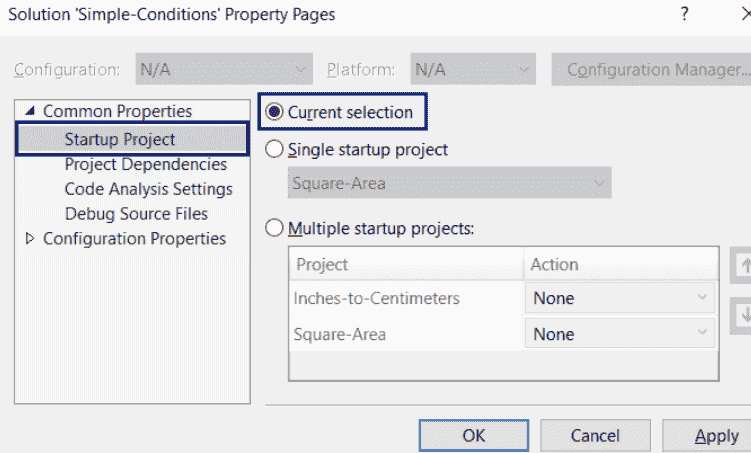 Solution 'Simple-Conditions' Property Pages
?
Configuration: N/A Platform: N/A Configuration Manager...
Common Properties
Startup Project
Project Dependencies
Code Analysis Settings
Debug Source Files
Configuration Properties
Current selection
Single startup project
Square-Area
Multiple startup projects:
Project Action
Inches-to-Centimeters None
Square-Area None
OK Cancel Apply